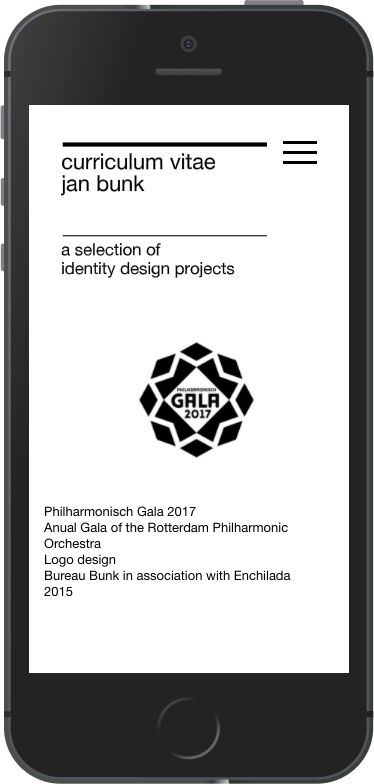 curriculum vitae
jan bunk
a selection of
identity design projects
PHILHARMONISCH
GALA
2017
Philharmonisch Gala 2017
Anual Gala of the Rotterdam Philharmonic
Orchestra
Logo design
Bureau Bunk in association with Enchilada
2015